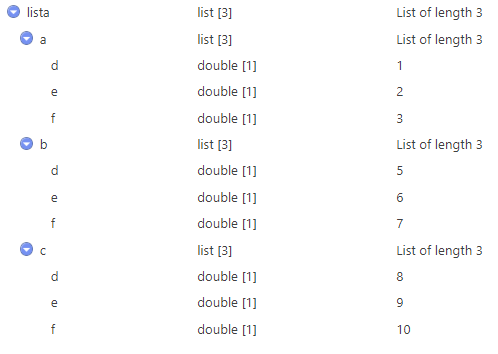 lista list [3] List of length 3
a list [3] List of length 3
d double [1] 1
e double [1] 2
f double [1] 3
b list [3] List of length 3
d double [1] 5
e double [1] 6
f double [1] 7
c list [3] List of length 3
d double [1] 8
e double [1] 9
f double [1] 10